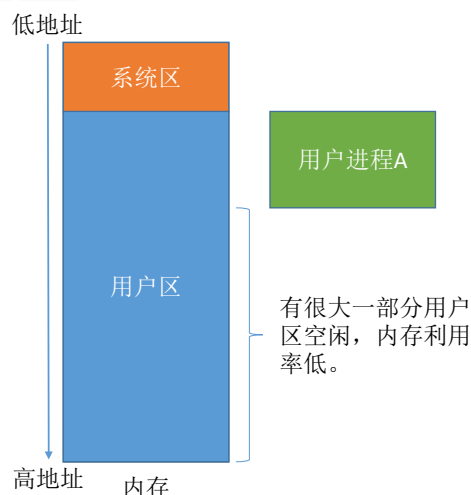 低地址
系统区
用户进程A
用户区
有很大一部分用户
区空闲，内存利用
率低。
高地址
内存